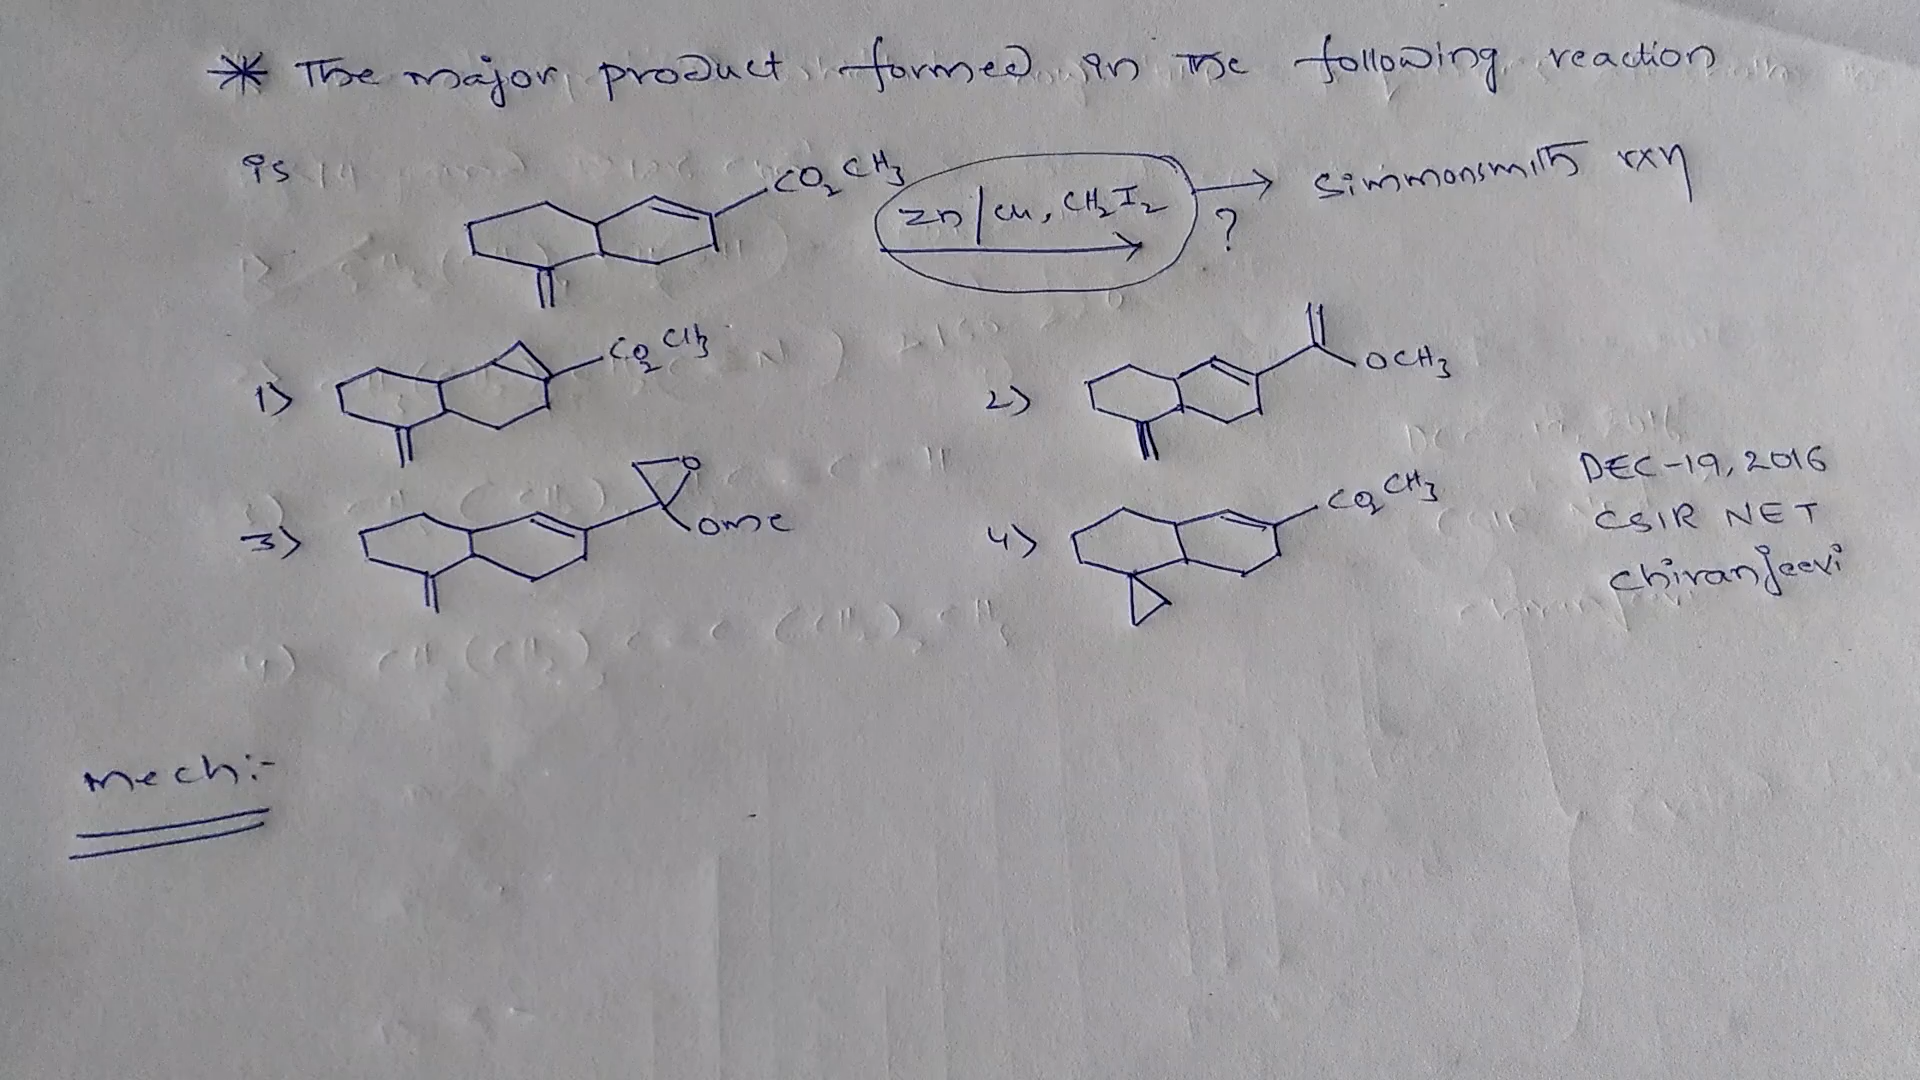 * The major product formed in the following reaction
is
CO2CH3
Zn/Cu, CH2I2
?
Simmonsmith rxn
1) CO2CH3
2) OCH3
3) O
OMe
4) CO2CH3
DEC-19, 2016
CSIR NET
Chiranjeevi
Mech:-